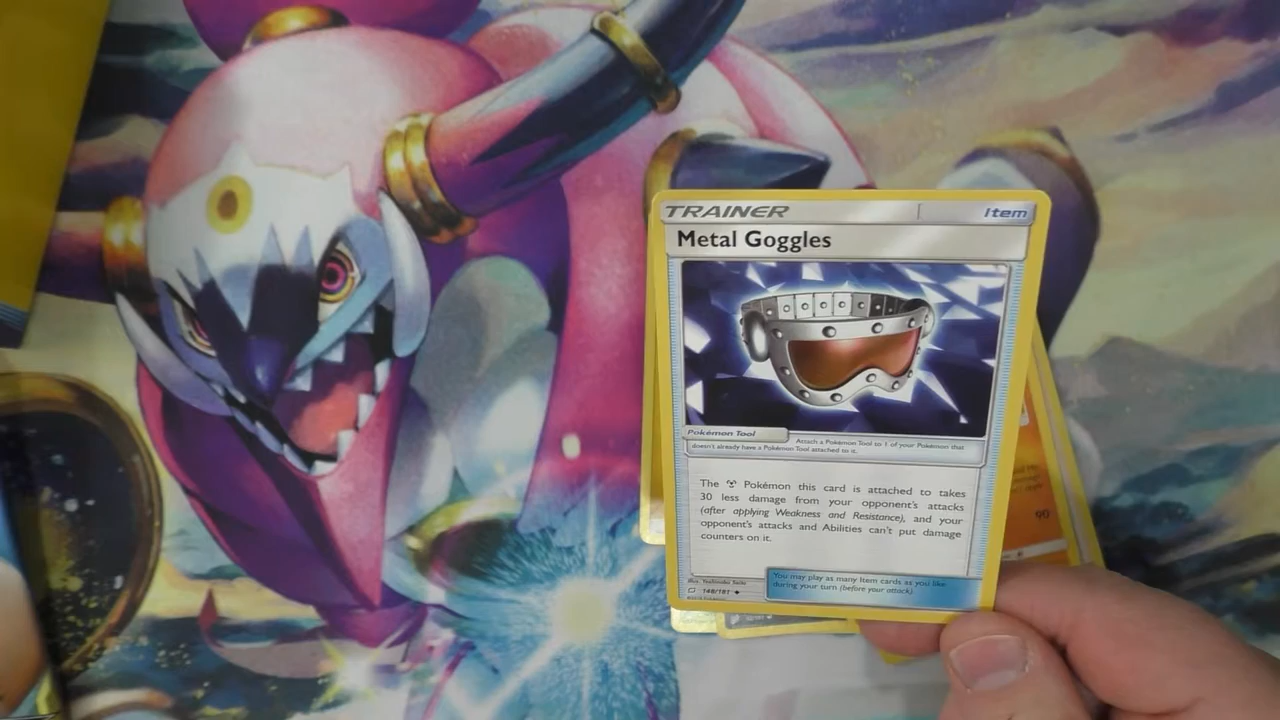 TRAINER Item
Metal Goggles
Pokémon Tool
Attach a Pokémon Tool to 1 of your Pokémon that
doesn't already have a Pokémon Tool attached to it.
The Pokémon this card is attached to takes
30 less damage from your opponent's attacks
(after applying Weakness and Resistance), and your
opponent's attacks and Abilities can't put damage
counters on it.
You may play as many Item cards as you like
during your turn (before your attack).
148/181
90